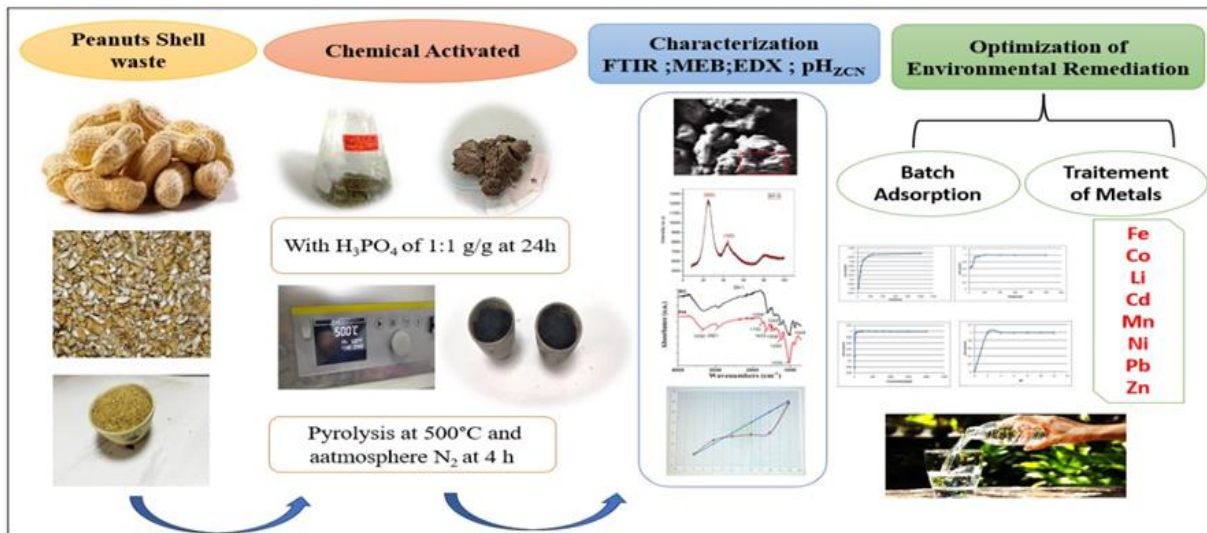 Peanuts Shell
waste
Chemical Activated
Characterization
FTIR ;MEB;EDX ; pHZCN
Optimization of
Environmental Remediation
With H₃PO₄ of 1:1 g/g at 24h
500°C
Pyrolysis at 500°C and
aatmosphere N₂ at 4 h
Absorbance (a.u.)
Wavenumbers (cm⁻¹)
Batch
Adsorption
Traitement
of Metals
Fe
Co
Li
Cd
Mn
Ni
Pb
Zn